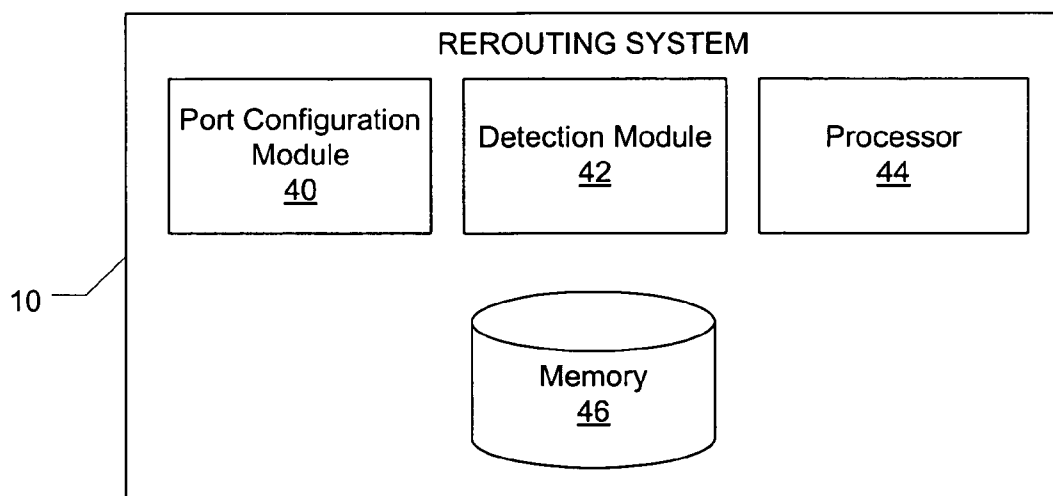 REROUTING SYSTEM
Port Configuration
Module
40
Detection Module
42
Processor
44
10
Memory
46